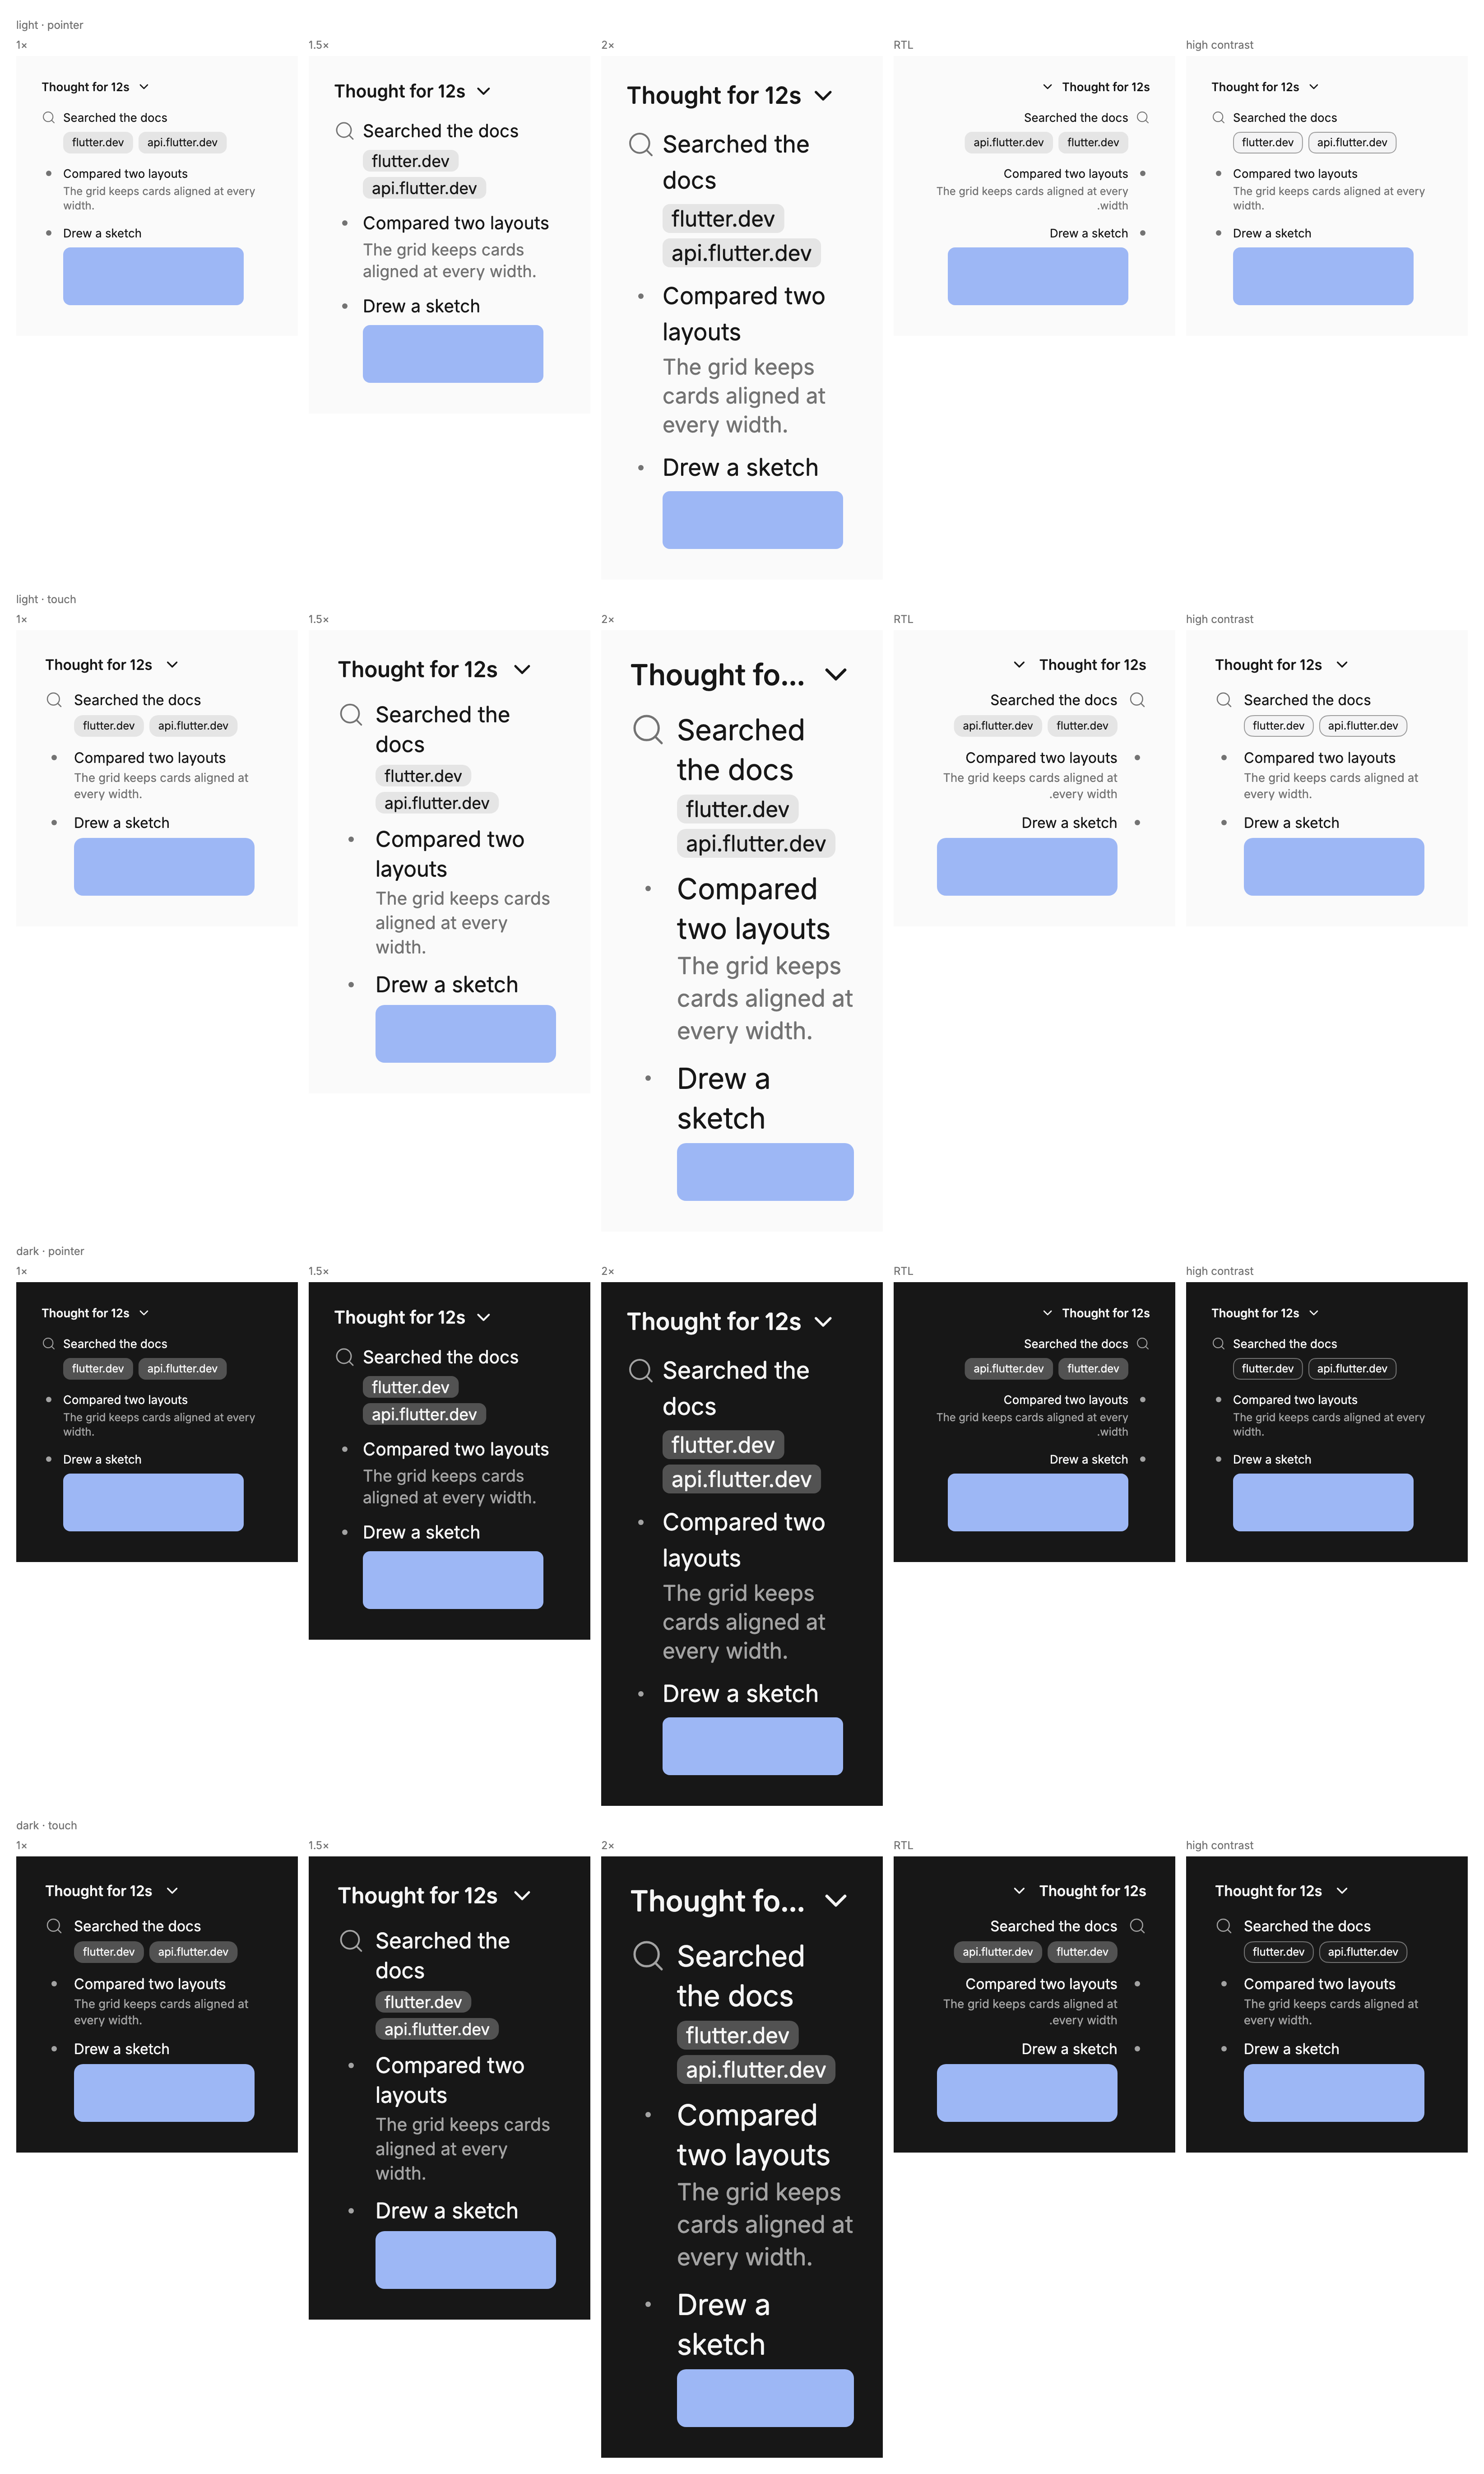 light · pointer
1×
Thought for 12s
Searched the docs
flutter.dev api.flutter.dev
Compared two layouts
The grid keeps cards aligned at every
width.
Drew a sketch
1.5×
Thought for 12s
Searched the docs
flutter.dev
api.flutter.dev
Compared two layouts
The grid keeps cards
aligned at every width.
Drew a sketch
2×
Thought for 12s
Searched the
docs
flutter.dev
api.flutter.dev
Compared two
layouts
The grid keeps
cards aligned at
every width.
Drew a sketch
RTL
Thought for 12s
Searched the docs
api.flutter.dev flutter.dev
Compared two layouts
The grid keeps cards aligned at every
.width
Drew a sketch
high contrast
Thought for 12s
Searched the docs
flutter.dev api.flutter.dev
Compared two layouts
The grid keeps cards aligned at every
width.
Drew a sketch
light · touch
1×
Thought for 12s
Searched the docs
flutter.dev api.flutter.dev
Compared two layouts
The grid keeps cards aligned at
every width.
Drew a sketch
1.5×
Thought for 12s
Searched the
docs
flutter.dev
api.flutter.dev
Compared two
layouts
The grid keeps cards
aligned at every
width.
Drew a sketch
2×
Thought fo...
Searched
the docs
flutter.dev
api.flutter.dev
Compared
two layouts
The grid keeps
cards aligned at
every width.
Drew a
sketch
RTL
Thought for 12s
Searched the docs
api.flutter.dev flutter.dev
Compared two layouts
The grid keeps cards aligned at
.every width
Drew a sketch
high contrast
Thought for 12s
Searched the docs
flutter.dev api.flutter.dev
Compared two layouts
The grid keeps cards aligned at
every width.
Drew a sketch
dark · pointer
1×
Thought for 12s
Searched the docs
flutter.dev api.flutter.dev
Compared two layouts
The grid keeps cards aligned at every
width.
Drew a sketch
1.5×
Thought for 12s
Searched the docs
flutter.dev
api.flutter.dev
Compared two layouts
The grid keeps cards
aligned at every width.
Drew a sketch
2×
Thought for 12s
Searched the
docs
flutter.dev
api.flutter.dev
Compared two
layouts
The grid keeps
cards aligned at
every width.
Drew a sketch
RTL
Thought for 12s
Searched the docs
api.flutter.dev flutter.dev
Compared two layouts
The grid keeps cards aligned at every
.width
Drew a sketch
high contrast
Thought for 12s
Searched the docs
flutter.dev api.flutter.dev
Compared two layouts
The grid keeps cards aligned at every
width.
Drew a sketch
dark · touch
1×
Thought for 12s
Searched the docs
flutter.dev api.flutter.dev
Compared two layouts
The grid keeps cards aligned at
every width.
Drew a sketch
1.5×
Thought for 12s
Searched the
docs
flutter.dev
api.flutter.dev
Compared two
layouts
The grid keeps cards
aligned at every
width.
Drew a sketch
2×
Thought fo...
Searched
the docs
flutter.dev
api.flutter.dev
Compared
two layouts
The grid keeps
cards aligned at
every width.
Drew a
sketch
RTL
Thought for 12s
Searched the docs
api.flutter.dev flutter.dev
Compared two layouts
The grid keeps cards aligned at
.every width
Drew a sketch
high contrast
Thought for 12s
Searched the docs
flutter.dev api.flutter.dev
Compared two layouts
The grid keeps cards aligned at
every width.
Drew a sketch